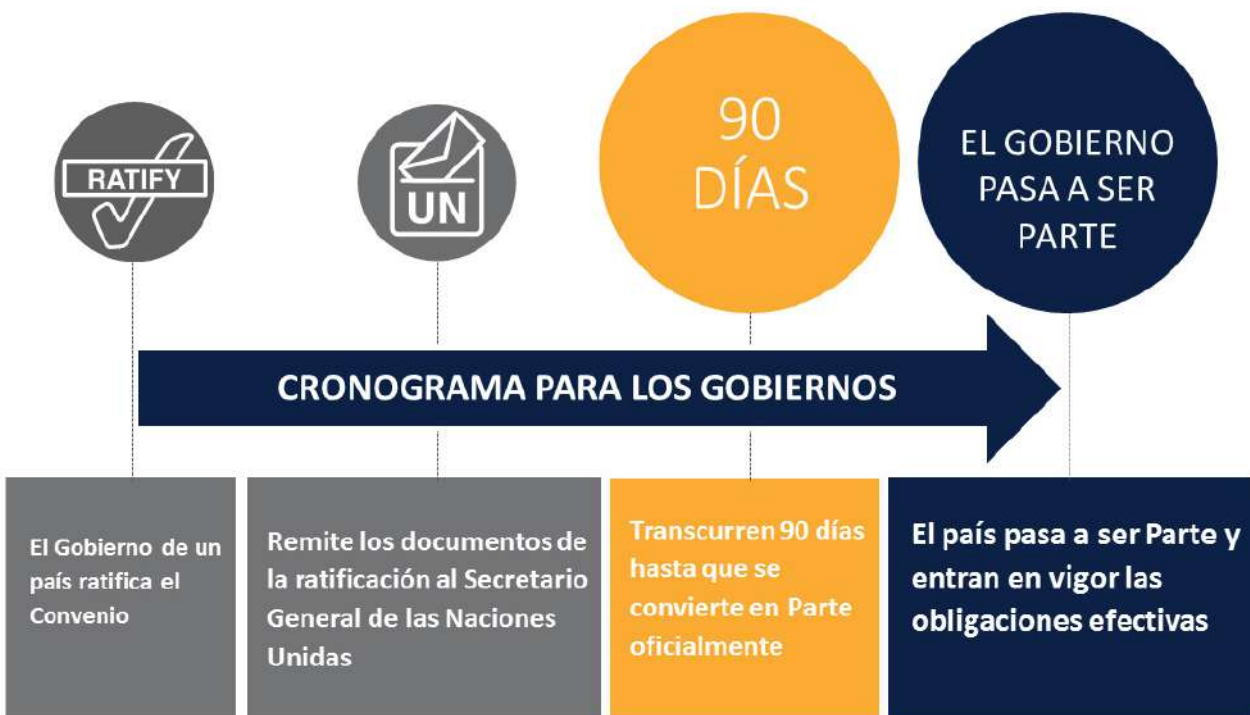 RATIFY
UN
90
DÍAS
EL GOBIERNO
PASA A SER
PARTE
CRONOGRAMA PARA LOS GOBIERNOS
El Gobierno de un
país ratifica el
Convenio
Remite los documentos de
la ratificación al Secretario
General de las Naciones
Unidas
Transcurren 90 días
hasta que se
convierte en Parte
oficialmente
El país pasa a ser Parte y
entran en vigor las
obligaciones efectivas